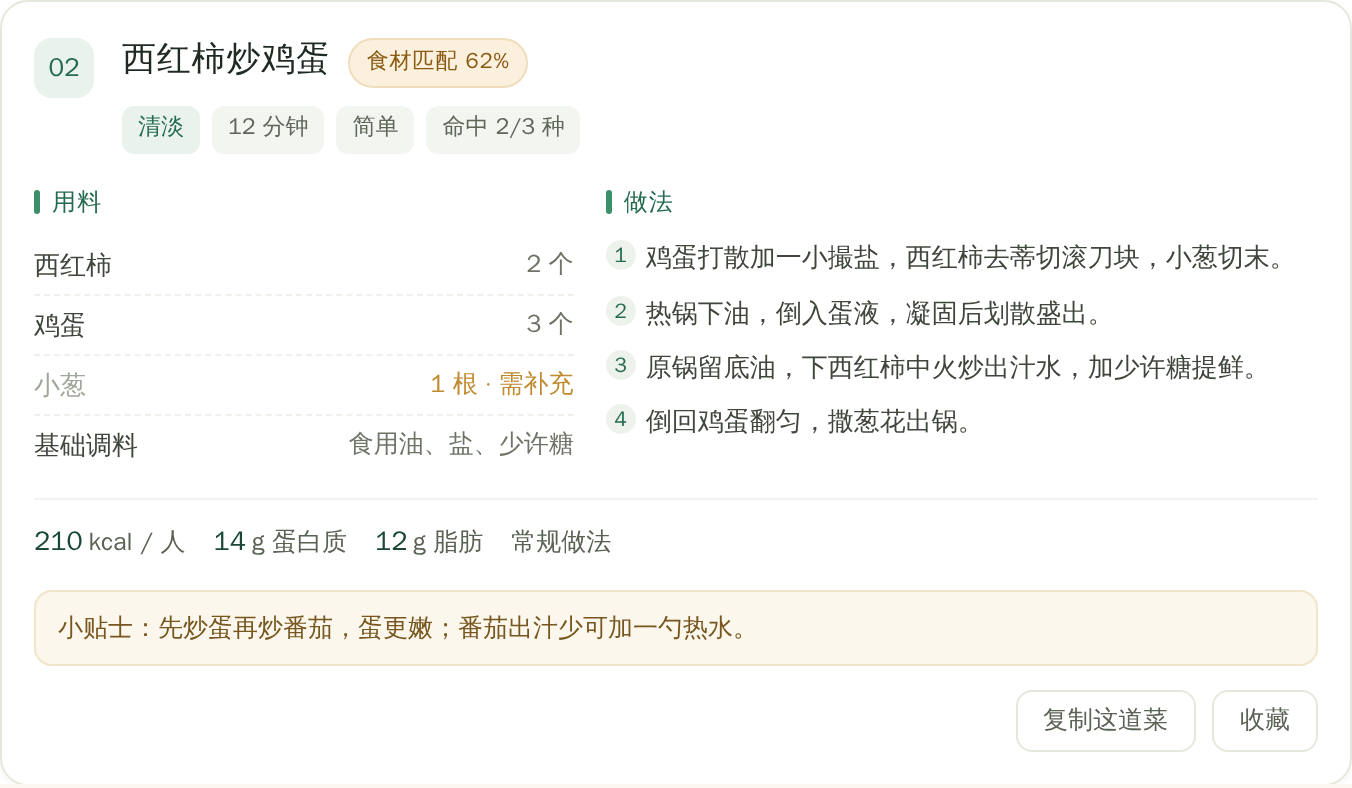 02
西红柿炒鸡蛋
食材匹配 62%
清淡
12 分钟
简单
命中 2/3 种
用料
西红柿 2 个
鸡蛋 3 个
小葱 1 根 · 需补充
基础调料 食用油、盐、少许糖
做法
1 鸡蛋打散加一小撮盐，西红柿去蒂切滚刀块，小葱切末。
2 热锅下油，倒入蛋液，凝固后划散盛出。
3 原锅留底油，下西红柿中火炒出汁水，加少许糖提鲜。
4 倒回鸡蛋翻匀，撒葱花出锅。
210 kcal / 人 14 g 蛋白质 12 g 脂肪 常规做法
小贴士：先炒蛋再炒番茄，蛋更嫩；番茄出汁少可加一勺热水。
复制这道菜
收藏